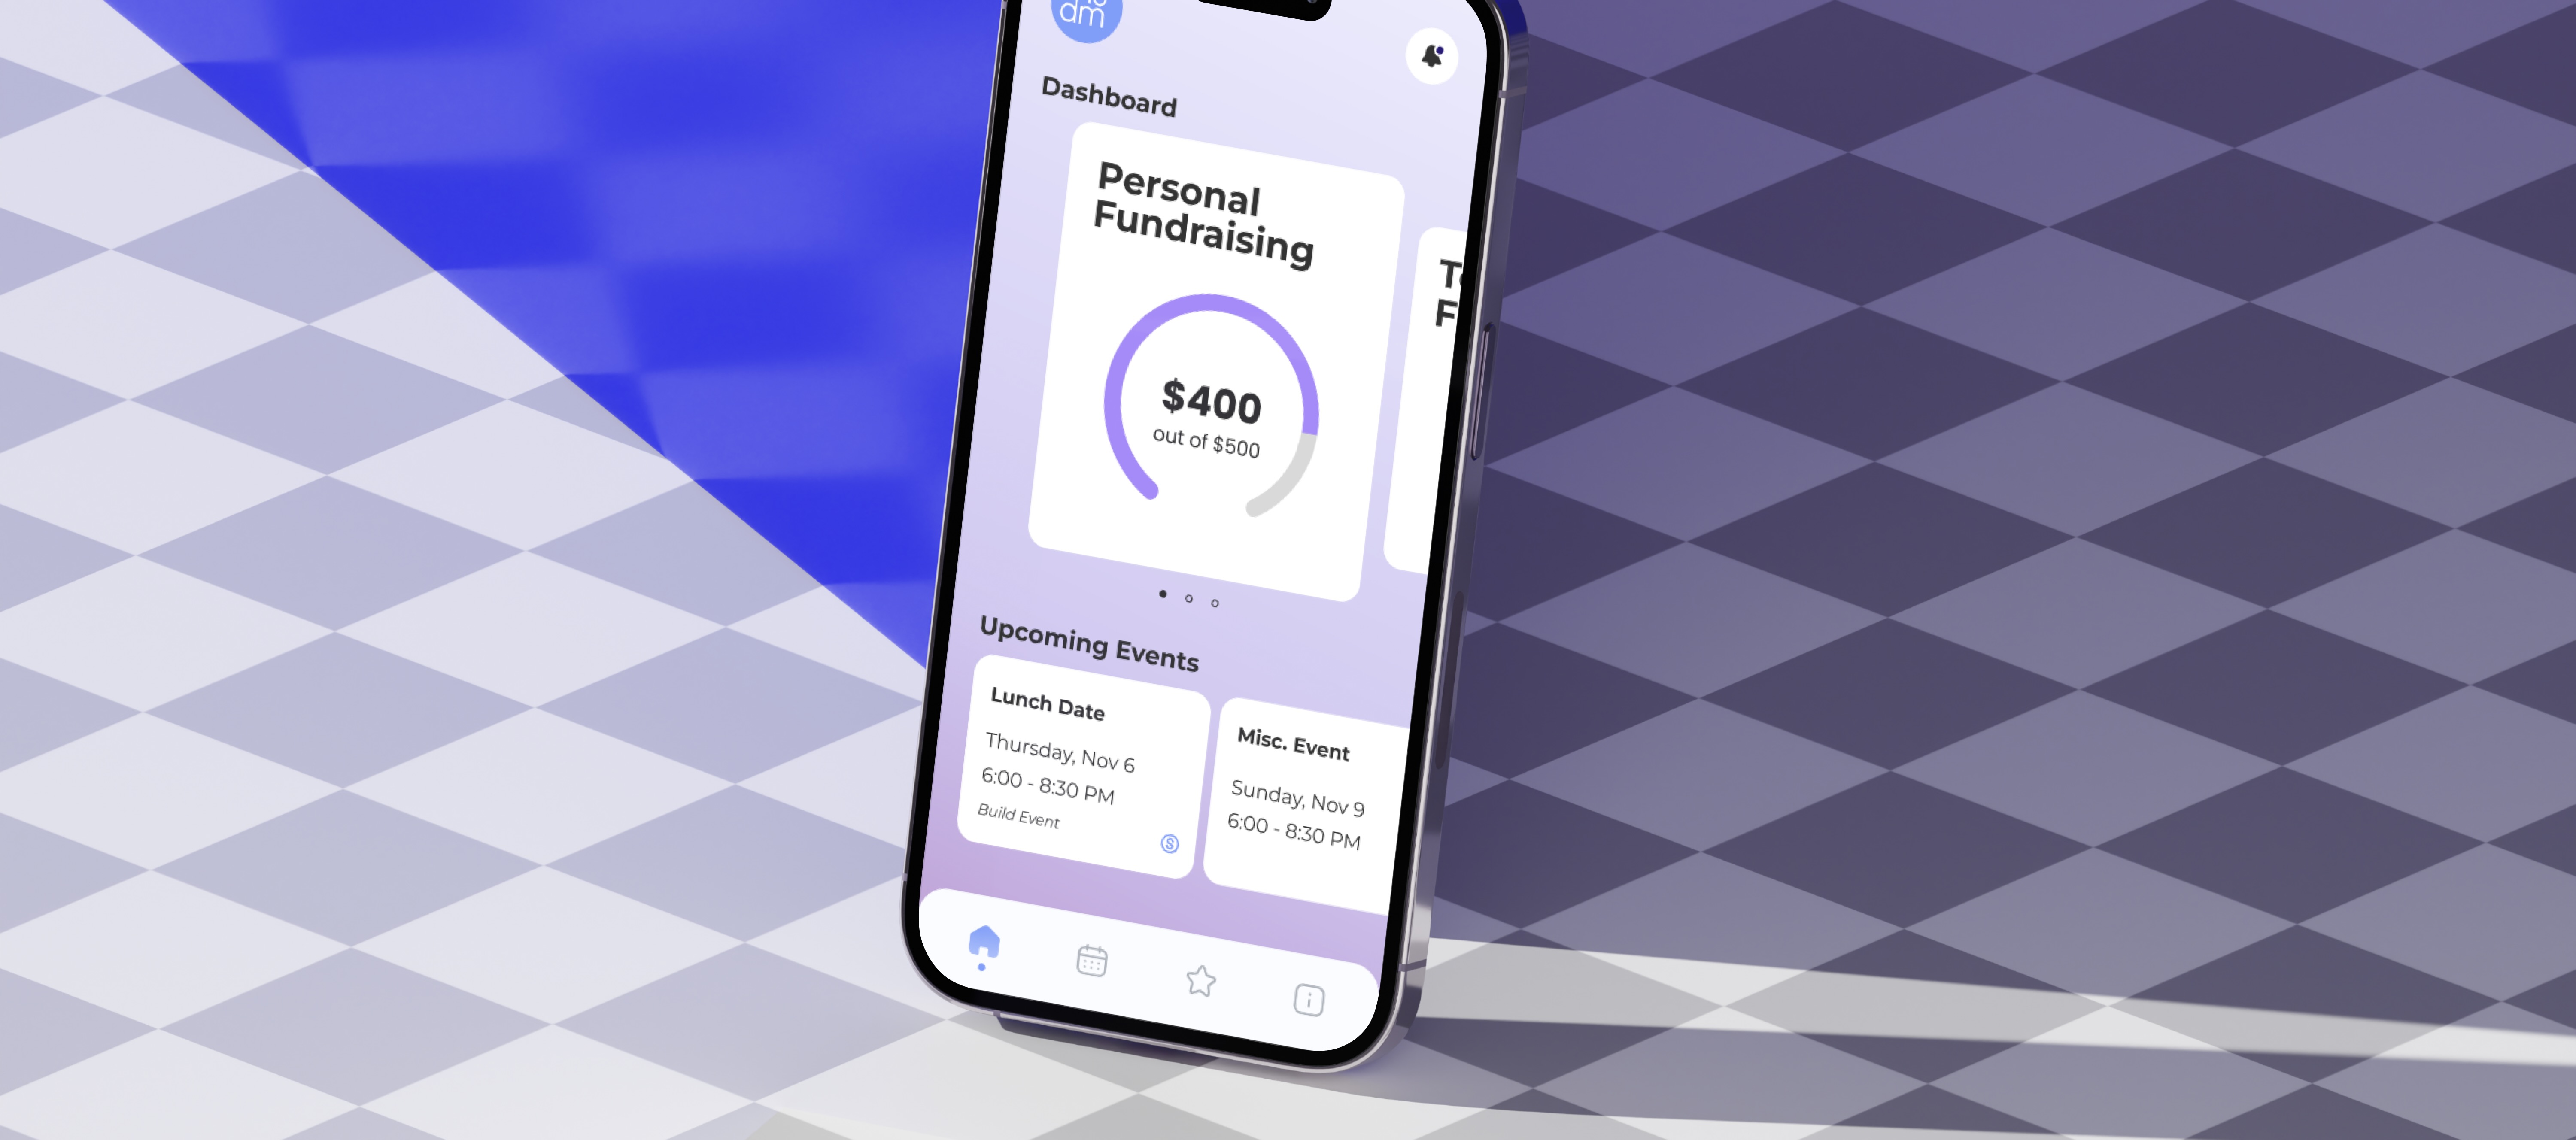 dm
Dashboard
Personal
Fundraising
$400
out of $500
Upcoming Events
Lunch Date
Thursday, Nov 6
6:00 - 8:30 PM
Build Event
Misc. Event
Sunday, Nov 9
6:00 - 8:30 PM